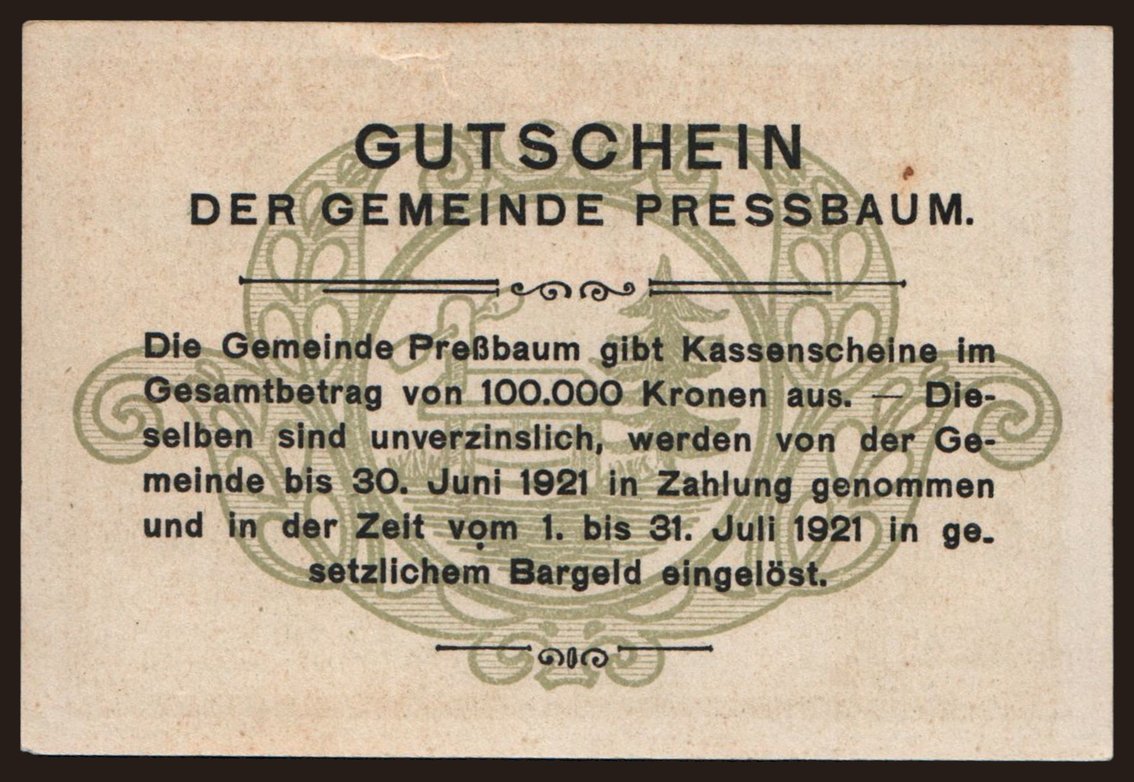 GUTSCHEIN
DER GEMEINDE PRESSBAUM.
Die Gemeinde Preßbaum gibt Kassenscheine im
Gesamtbetrag von 100.000 Kronen aus. — Die-
selben sind unverzinslich, werden von der Ge-
meinde bis 30. Juni 1921 in Zahlung genommen
und in der Zeit vom 1. bis 31. Juli 1921 in ge-
setzlichem Bargeld eingelöst.